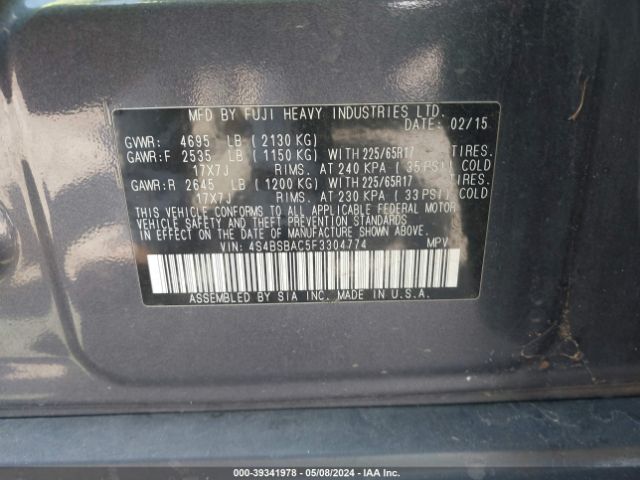 MFD BY FUJI HEAVY INDUSTRIES LTD.
DATE: 02/15
GVWR: 4695 LB ( 2130 KG)
GAWR:F 2535 LB ( 1150 KG) WITH 225/65R17 TIRES.
17X7J RIMS. AT 240 KPA ( 35 PSI) COLD
GAWR:R 2645 LB ( 1200 KG) WITH 225/65R17 TIRES.
17X7J RIMS. AT 230 KPA ( 33 PSI) COLD
THIS VEHICLE CONFORMS TO ALL APPLICABLE FEDERAL MOTOR
VEHICLE SAFETY AND THEFT PREVENTION STANDARDS
IN EFFECT ON THE DATE OF MANUFACTURE SHOWN ABOVE.
VIN: 4S4BSBAC5F3304774 MPV
ASSEMBLED BY SIA INC. MADE IN U.S.A.
000-39341978 - 05/08/2024 - IAA Inc.